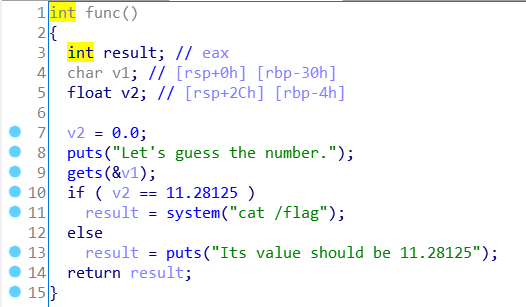 1 int func()
2 {
3 int result; // eax
4 char v1; // [rsp+0h] [rbp-30h]
5 float v2; // [rsp+2Ch] [rbp-4h]
6
7 v2 = 0.0;
8 puts("Let's guess the number.");
9 gets(&v1);
10 if ( v2 == 11.28125 )
11 result = system("cat /flag");
12 else
13 result = puts("Its value should be 11.28125");
14 return result;
15 }